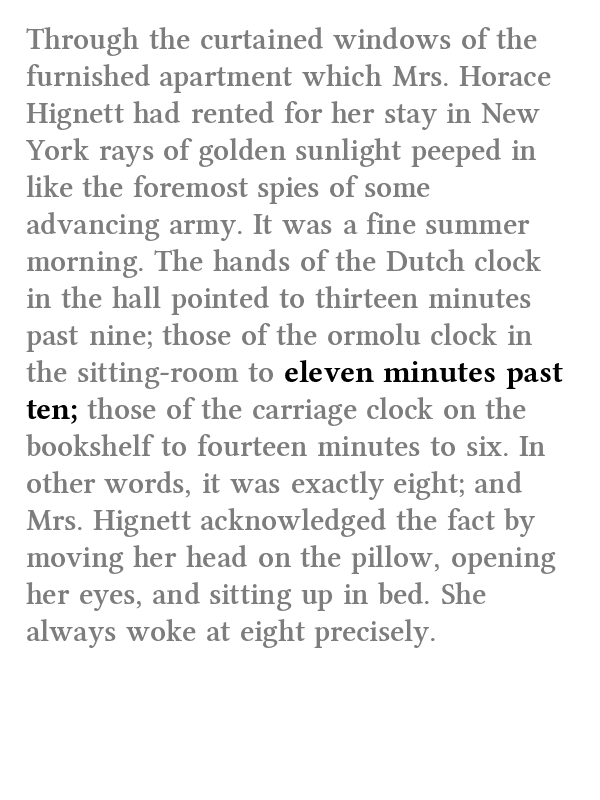 Through the curtained windows of the
furnished apartment which Mrs. Horace
Hignett had rented for her stay in New
York rays of golden sunlight peeped in
like the foremost spies of some
advancing army. It was a fine summer
morning. The hands of the Dutch clock
in the hall pointed to thirteen minutes
past nine; those of the ormolu clock in
the sitting-room to eleven minutes past
ten; those of the carriage clock on the
bookshelf to fourteen minutes to six. In
other words, it was exactly eight; and
Mrs. Hignett acknowledged the fact by
moving her head on the pillow, opening
her eyes, and sitting up in bed. She
always woke at eight precisely.